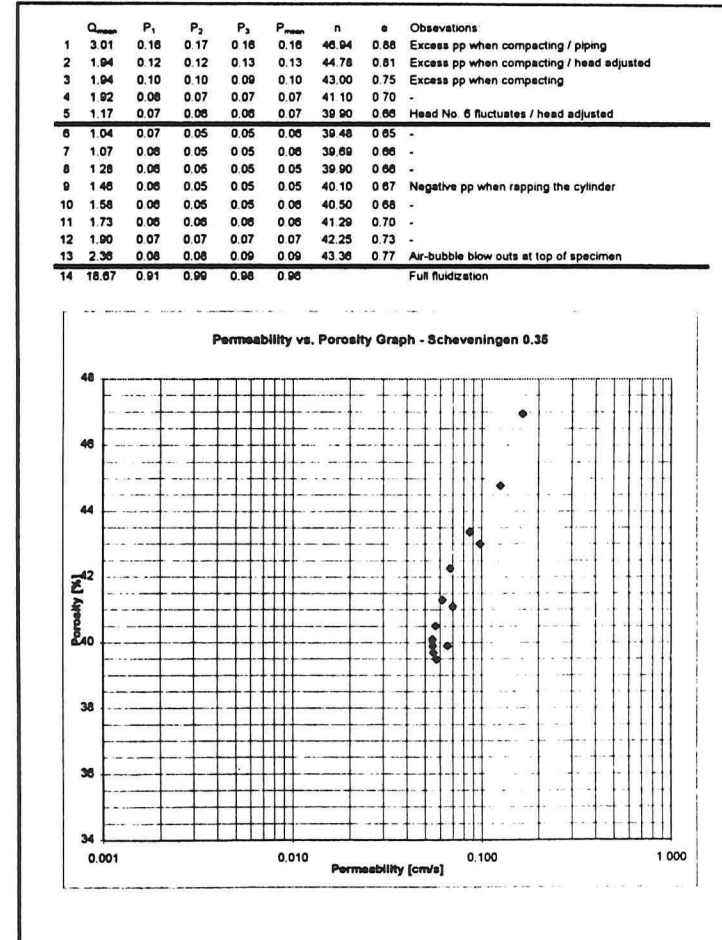 Qmean P1 P2 P3 Pmean n e Obsevations:
1 3.01 0.16 0.17 0.16 0.16 46.94 0.88 Excess pp when compacting / piping
2 1.94 0.12 0.12 0.13 0.13 44.78 0.81 Excess pp when compacting / head adjusted
3 1.94 0.10 0.10 0.09 0.10 43.00 0.75 Excess pp when compacting
4 1.92 0.06 0.07 0.07 0.07 41.10 0.70 -
5 1.17 0.07 0.06 0.06 0.07 39.90 0.66 Head No. 6 fluctuates / head adjusted
6 1.04 0.07 0.05 0.05 0.06 39.48 0.65 -
7 1.07 0.06 0.05 0.05 0.06 39.69 0.66 -
8 1.28 0.06 0.05 0.05 0.05 39.90 0.66 -
9 1.46 0.06 0.05 0.05 0.05 40.10 0.67 Negative pp when rapping the cylinder
10 1.58 0.06 0.05 0.05 0.06 40.50 0.68 -
11 1.73 0.06 0.06 0.06 0.06 41.29 0.70 -
12 1.90 0.07 0.07 0.07 0.07 42.25 0.73 -
13 2.36 0.08 0.08 0.09 0.09 43.36 0.77 Air-bubble blow outs at top of specimen
14 18.67 0.91 0.99 0.98 0.96 Full fluidization
Permeability vs. Porosity Graph - Scheveningen 0.35
48
46
44
42
40
38
36
34
Porosity [%]
0.001 0.010 0.100 1.000
Permeability [cm/s]